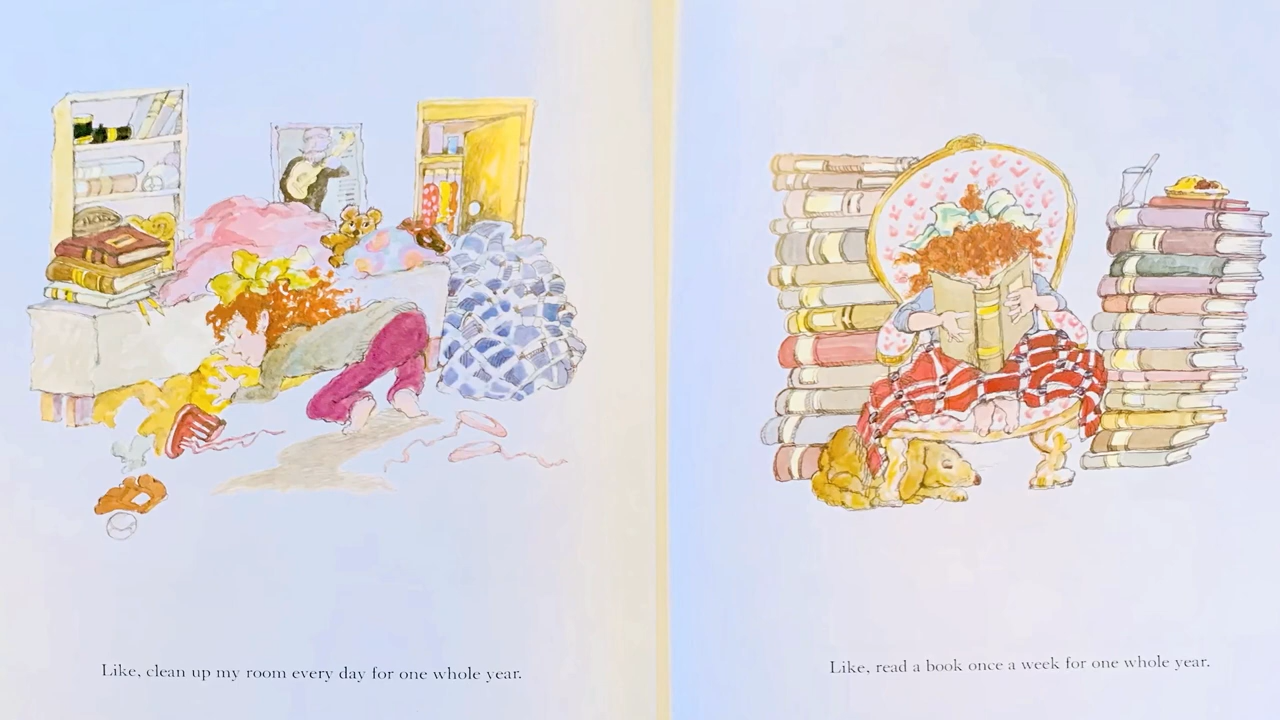 Like, clean up my room every day for one whole year.
Like, read a book once a week for one whole year.